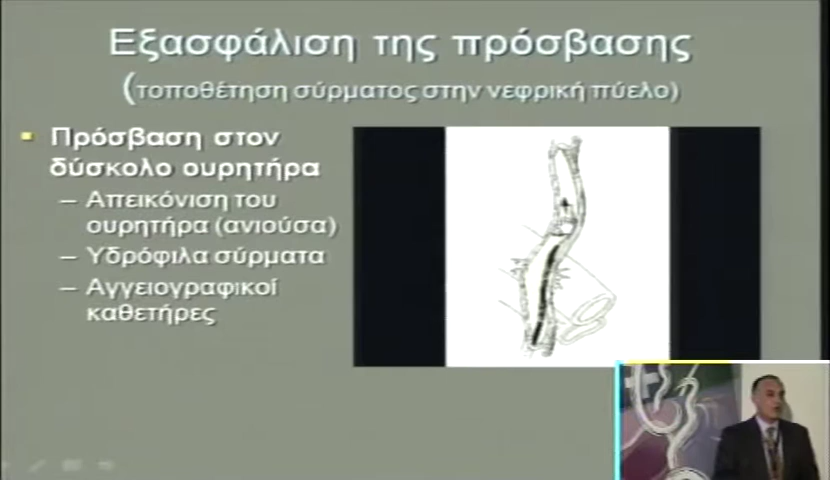 Εξασφάλιση της πρόσβασης
(τοποθέτηση σύρματος στην νεφρική πύελο)
Πρόσβαση στον
δύσκολο ουρητήρα
– Απεικόνιση του
ουρητήρα (ανιούσα)
– Υδρόφιλα σύρματα
– Αγγειογραφικοί
καθετήρες